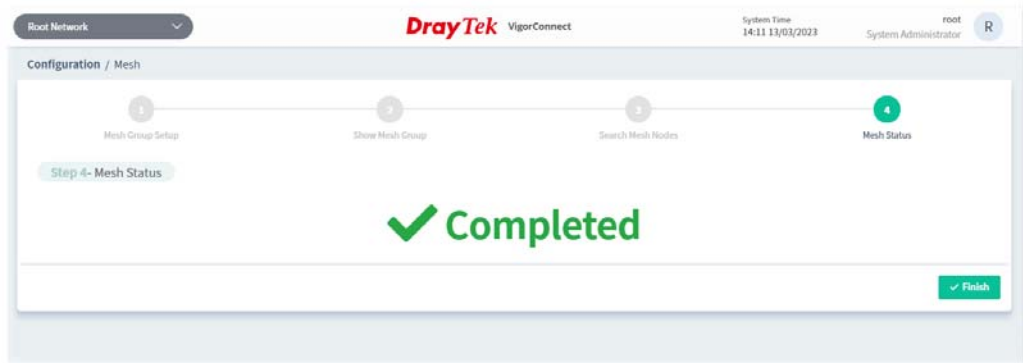 Root Network
DrayTek VigorConnect
System Time
14:11 13/03/2023
root
System Administrator
R
Configuration / Mesh
1
2
3
4
Mesh Group Setup
Show Mesh Group
Search Mesh Nodes
Mesh Status
Step 4- Mesh Status
Completed
Finish